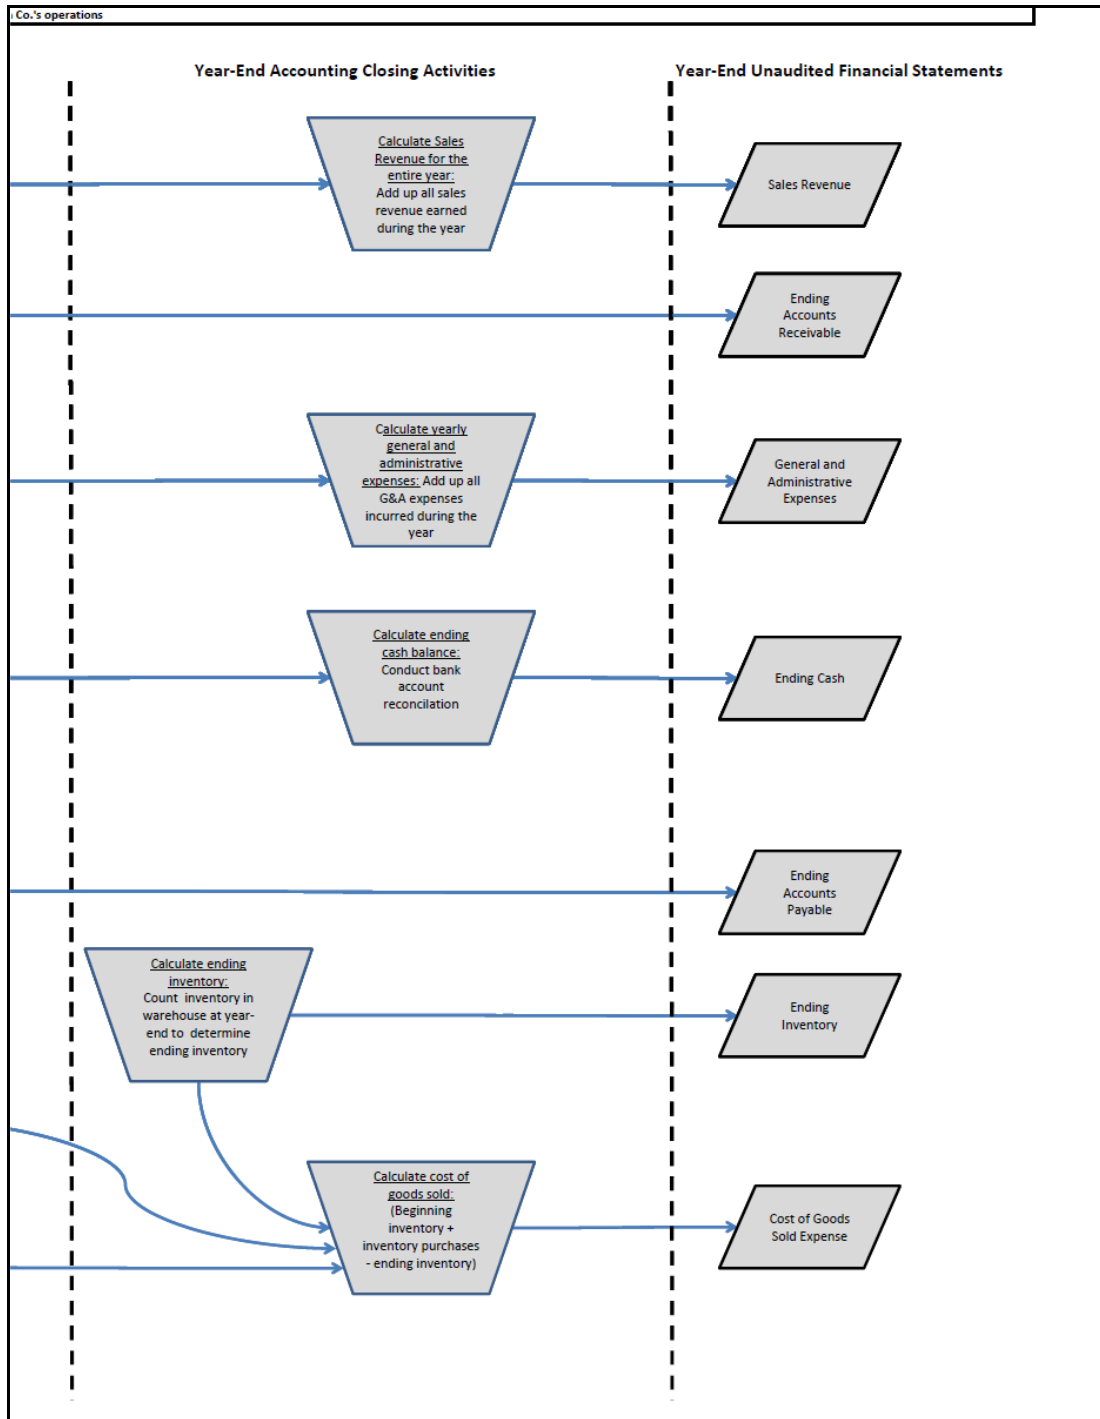 Co.'s operations
Year-End Accounting Closing Activities
Year-End Unaudited Financial Statements
Calculate Sales
Revenue for the
entire year:
Add up all sales
revenue earned
during the year
Sales Revenue
Ending
Accounts
Receivable
Calculate yearly
general and
administrative
expenses: Add up all
G&A expenses
incurred during the
year
General and
Administrative
Expenses
Calculate ending
cash balance:
Conduct bank
account
reconcilation
Ending Cash
Ending
Accounts
Payable
Calculate ending
inventory:
Count inventory in
warehouse at year-
end to determine
ending inventory
Ending
Inventory
Calculate cost of
goods sold:
(Beginning
inventory +
inventory purchases
- ending inventory)
Cost of Goods
Sold Expense